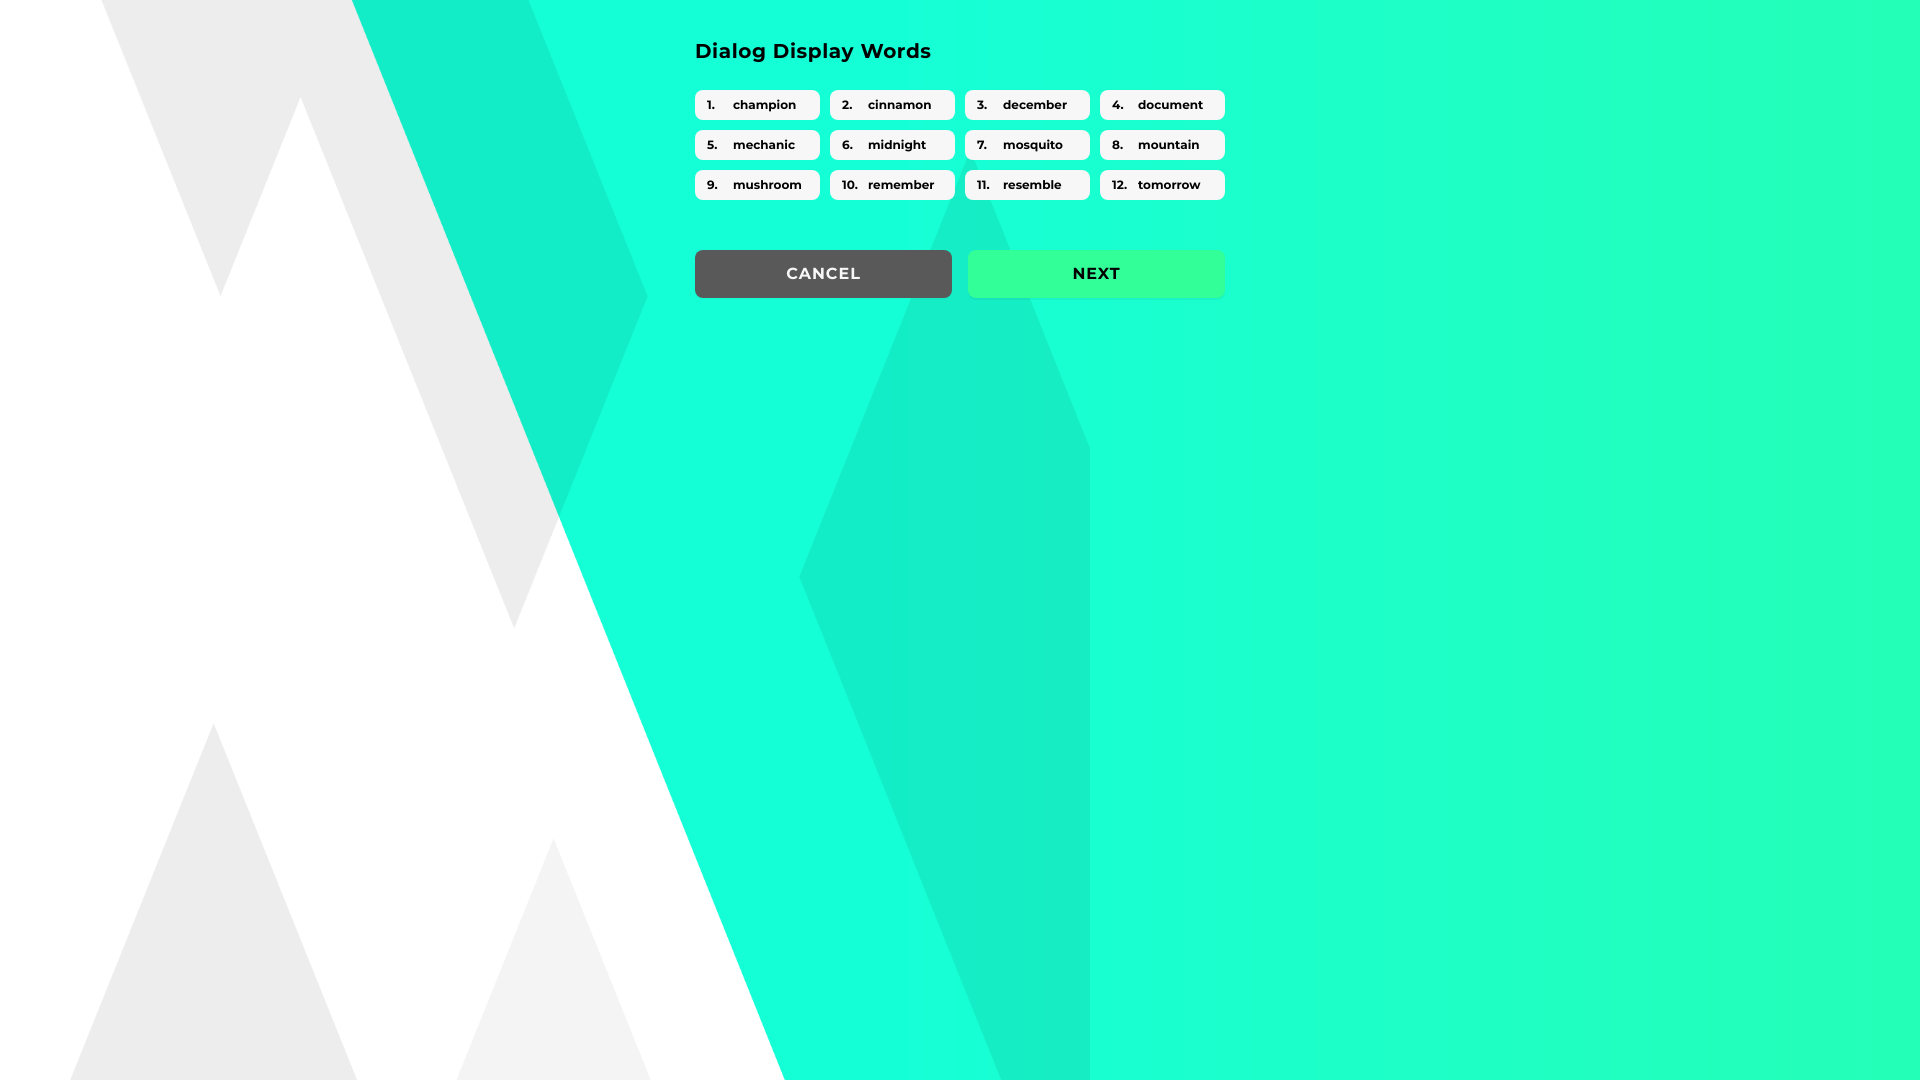 Dialog Display Words
1. champion 2. cinnamon 3. december 4. document
5. mechanic 6. midnight 7. mosquito 8. mountain
9. mushroom 10. remember 11. resemble 12. tomorrow
CANCEL NEXT